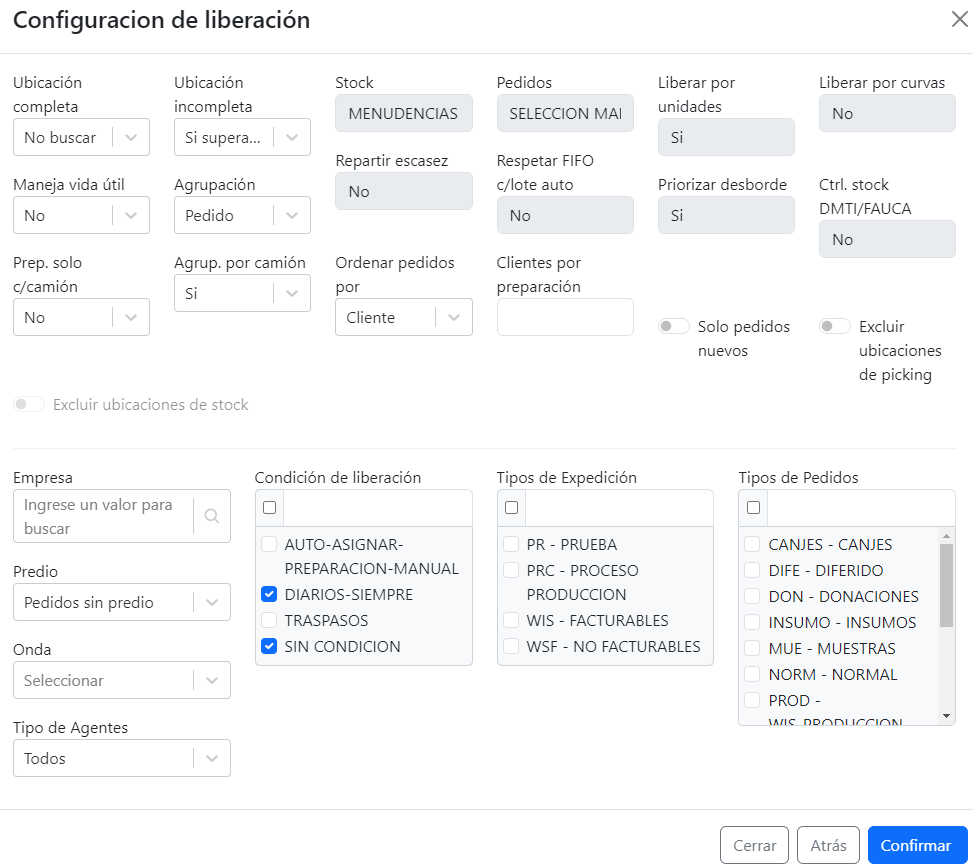 Configuracion de liberación
Ubicación
completa
No buscar
Ubicación
incompleta
Si supera...
Stock
MENUDENCIAS
Pedidos
SELECCION MAI
Liberar por
unidades
Si
Liberar por curvas
No
Maneja vida útil
No
Agrupación
Pedido
Repartir escasez
No
Respetar FIFO
c/lote auto
No
Priorizar desborde
Si
Ctrl. stock
DMTI/FAUCA
No
Prep. solo
c/camión
No
Agrup. por camión
Si
Ordenar pedidos
por
Cliente
Clientes por
preparación
Solo pedidos
nuevos
Excluir
ubicaciones
de picking
Excluir ubicaciones de stock
Empresa
Ingrese un valor para
buscar
Predio
Pedidos sin predio
Onda
Seleccionar
Tipo de Agentes
Todos
Condición de liberación
AUTO-ASIGNAR-
PREPARACION-MANUAL
DIARIOS-SIEMPRE
TRASPASOS
SIN CONDICION
Tipos de Expedición
PR - PRUEBA
PRC - PROCESO
PRODUCCION
WIS - FACTURABLES
WSF - NO FACTURABLES
Tipos de Pedidos
CANJES - CANJES
DIFE - DIFERIDO
DON - DONACIONES
INSUMO - INSUMOS
MUE - MUESTRAS
NORM - NORMAL
PROD -
WIS-PRODUCCION
Cerrar
Atrás
Confirmar